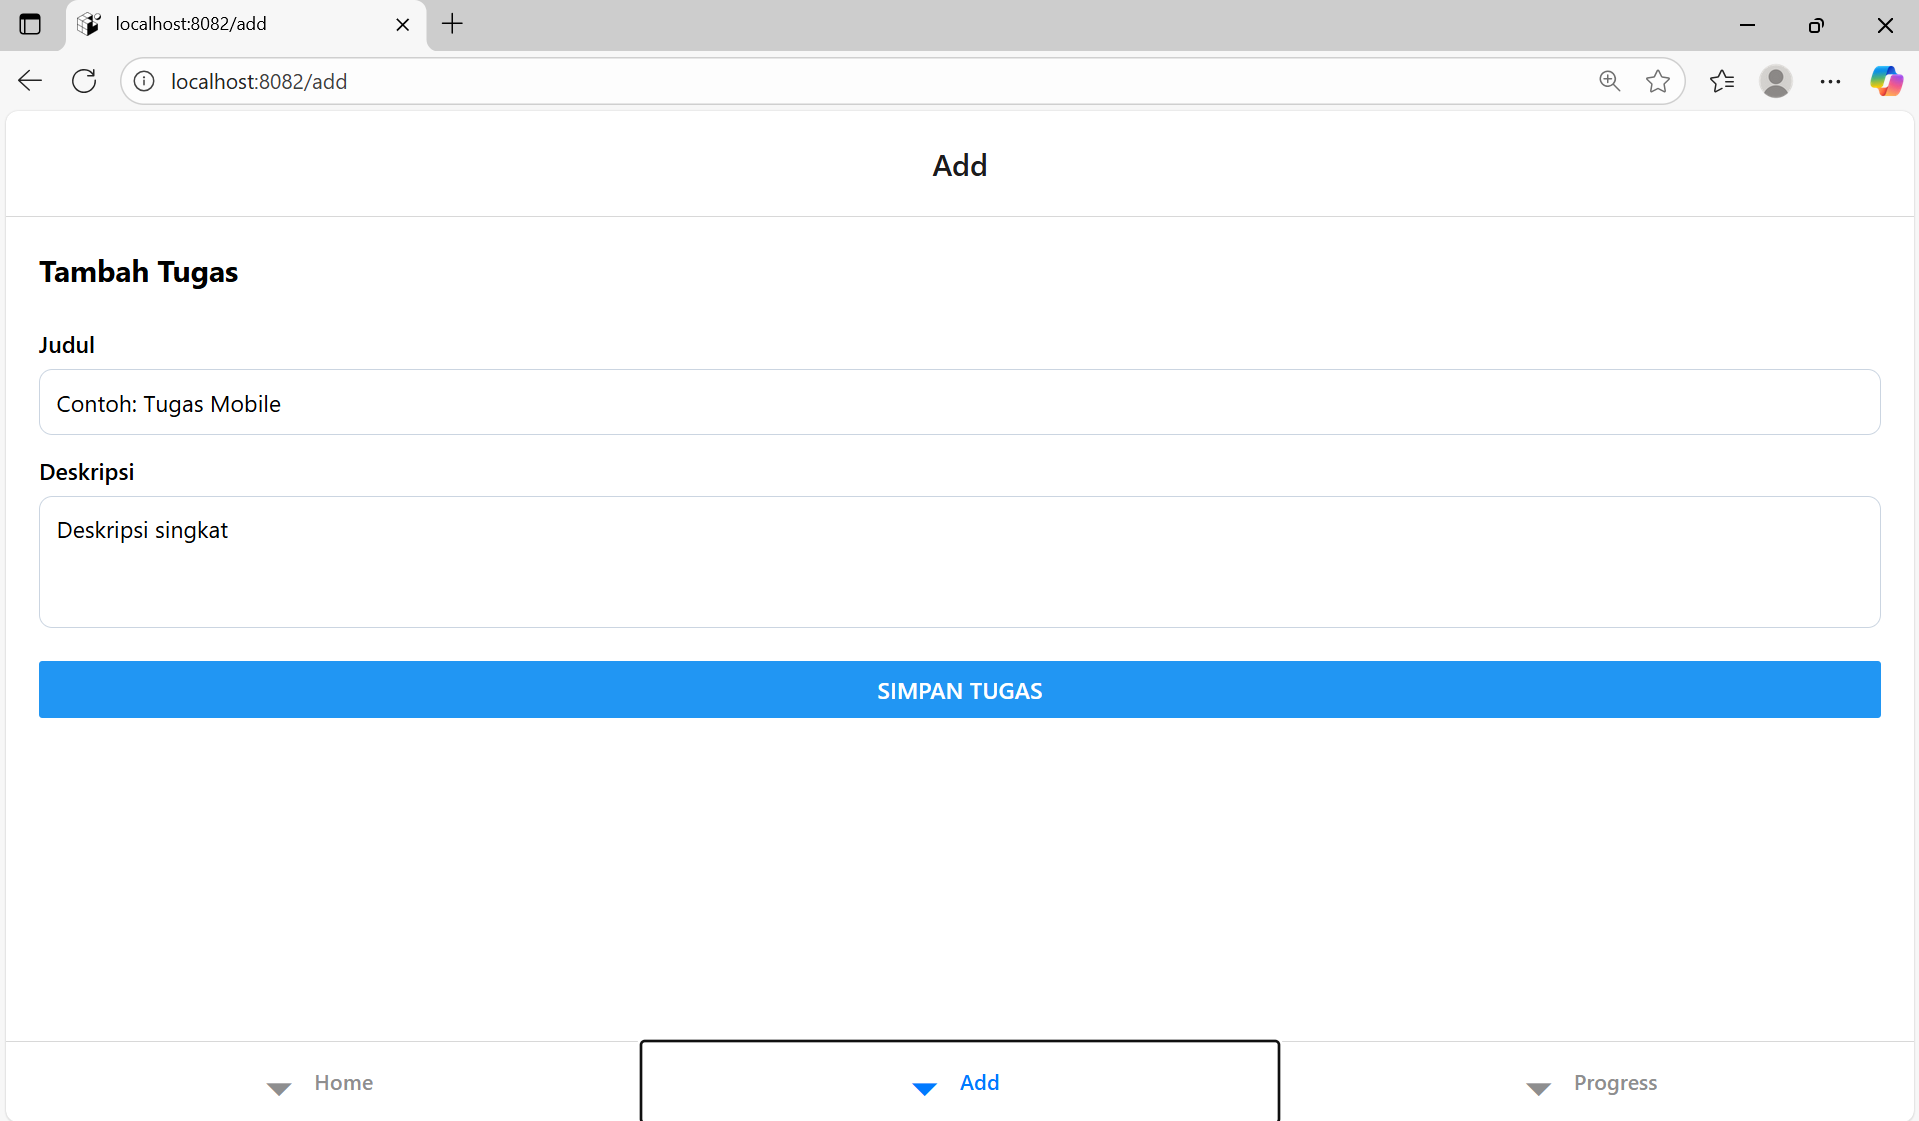 localhost:8082/add
localhost:8082/add
Add
Tambah Tugas
Judul
Contoh: Tugas Mobile
Deskripsi
Deskripsi singkat
SIMPAN TUGAS
Home
Add
Progress